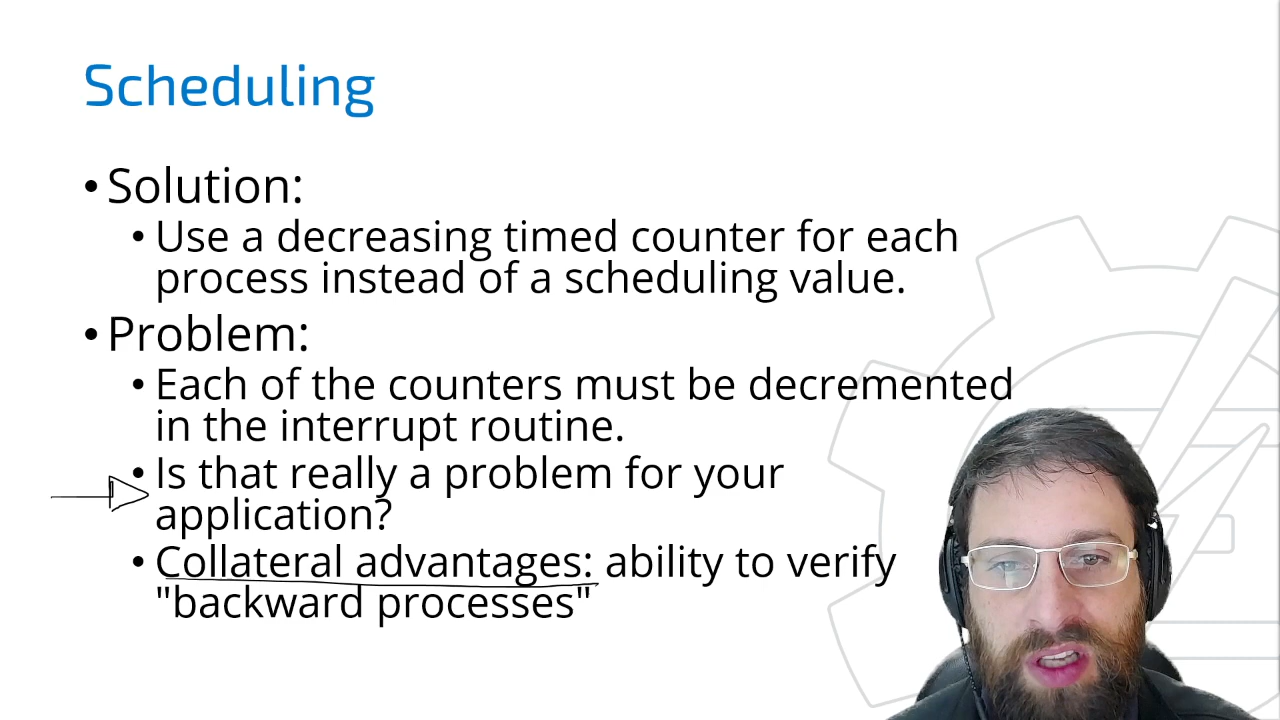 Scheduling
• Solution:
• Use a decreasing timed counter for each
process instead of a scheduling value.
• Problem:
• Each of the counters must be decremented
in the interrupt routine.
• Is that really a problem for your
application?
• Collateral advantages: ability to verify
"backward processes"